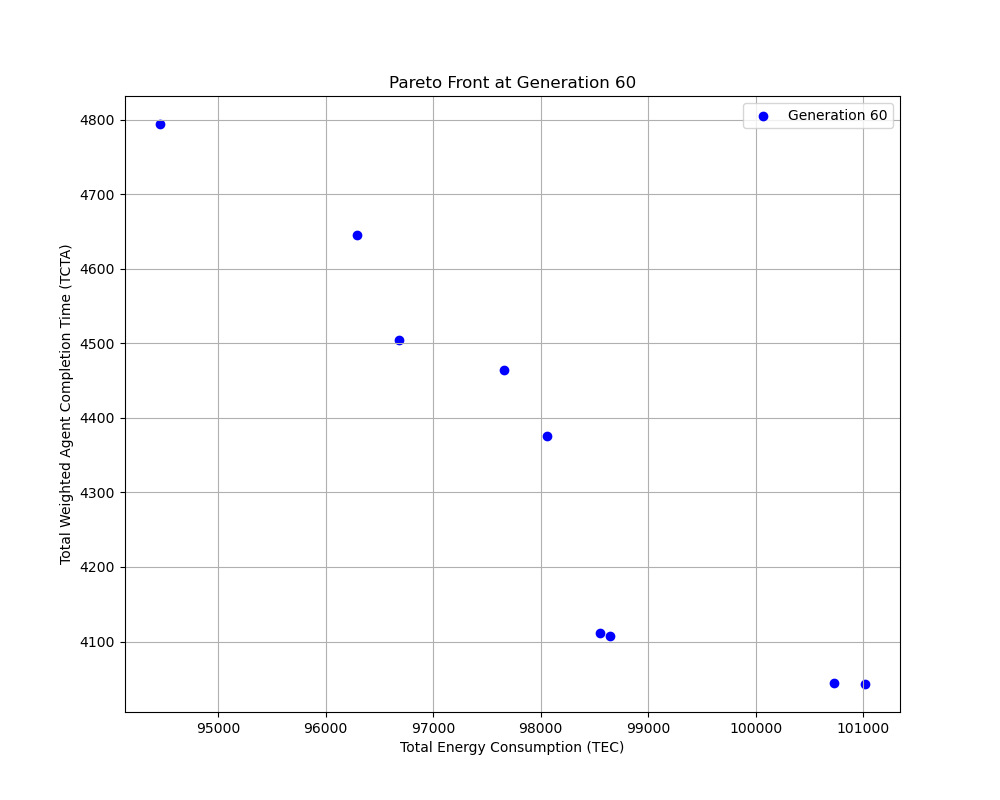 Pareto Front at Generation 60
Generation 60
Total Weighted Agent Completion Time (TCTA)
4800
4700
4600
4500
4400
4300
4200
4100
95000 96000 97000 98000 99000 100000 101000
Total Energy Consumption (TEC)